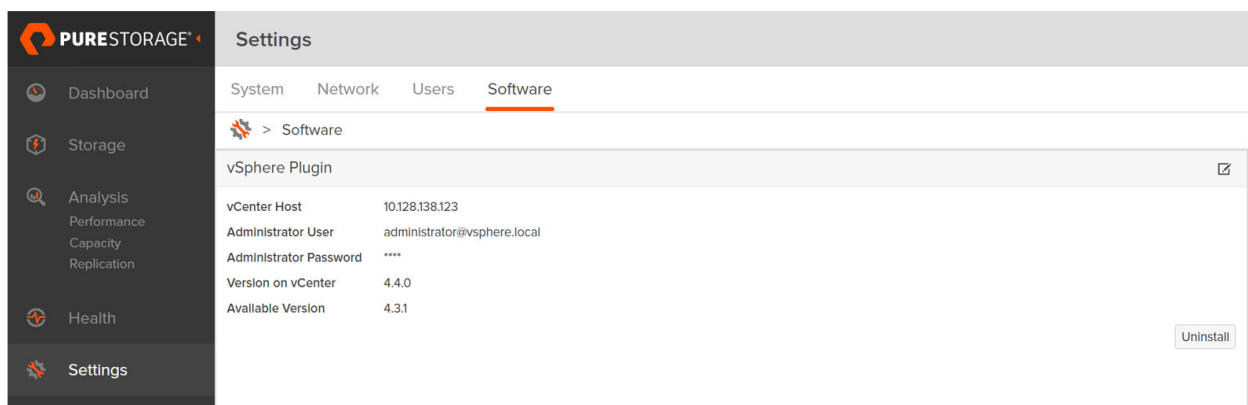 PURESTORAGE®
Settings
Dashboard
Storage
Analysis
Performance
Capacity
Replication
Health
Settings
System Network Users Software
> Software
vSphere Plugin
vCenter Host 10.128.138.123
Administrator User administrator@vsphere.local
Administrator Password ****
Version on vCenter 4.4.0
Available Version 4.3.1
Uninstall